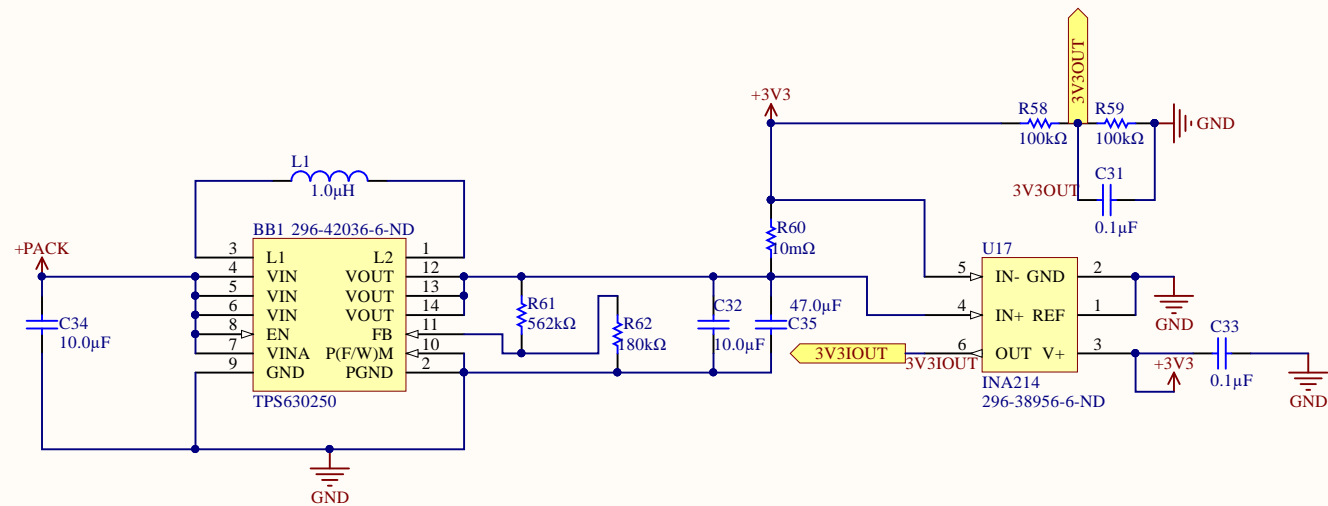 3V3OUT
+3V3
R58
R59
100kΩ
100kΩ
GND
C31
3V3OUT
0.1µF
L1
1.0µH
BB1 296-42036-6-ND
+PACK
3 L1 L2 1
4 VIN VOUT 12
5 VIN VOUT 13
6 VIN VOUT 14
8 EN FB 11
7 VINA P(F/W)M 10
9 GND PGND 2
TPS630250
C34
10.0µF
GND
R61
562kΩ
R62
180kΩ
C32
10.0µF
47.0µF
C35
R60
10mΩ
3V3IOUT
3V3IOUT
U17
5 IN- GND 2
4 IN+ REF 1
6 OUT V+ 3
INA214
296-38956-6-ND
GND
C33
+3V3
0.1µF
GND